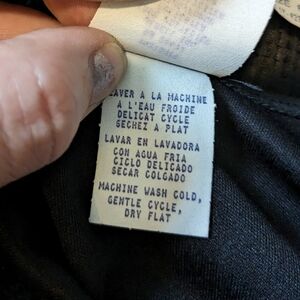 LAVER A LA MACHINE
A L'EAU FROIDE
DELICAT CYCLE
SECHEZ A PLAT
LAVAR EN LAVADORA
CON AGUA FRIA
CICLO DELICADO
SECAR COLGADO
MACHINE WASH COLD,
GENTLE CYCLE,
DRY FLAT